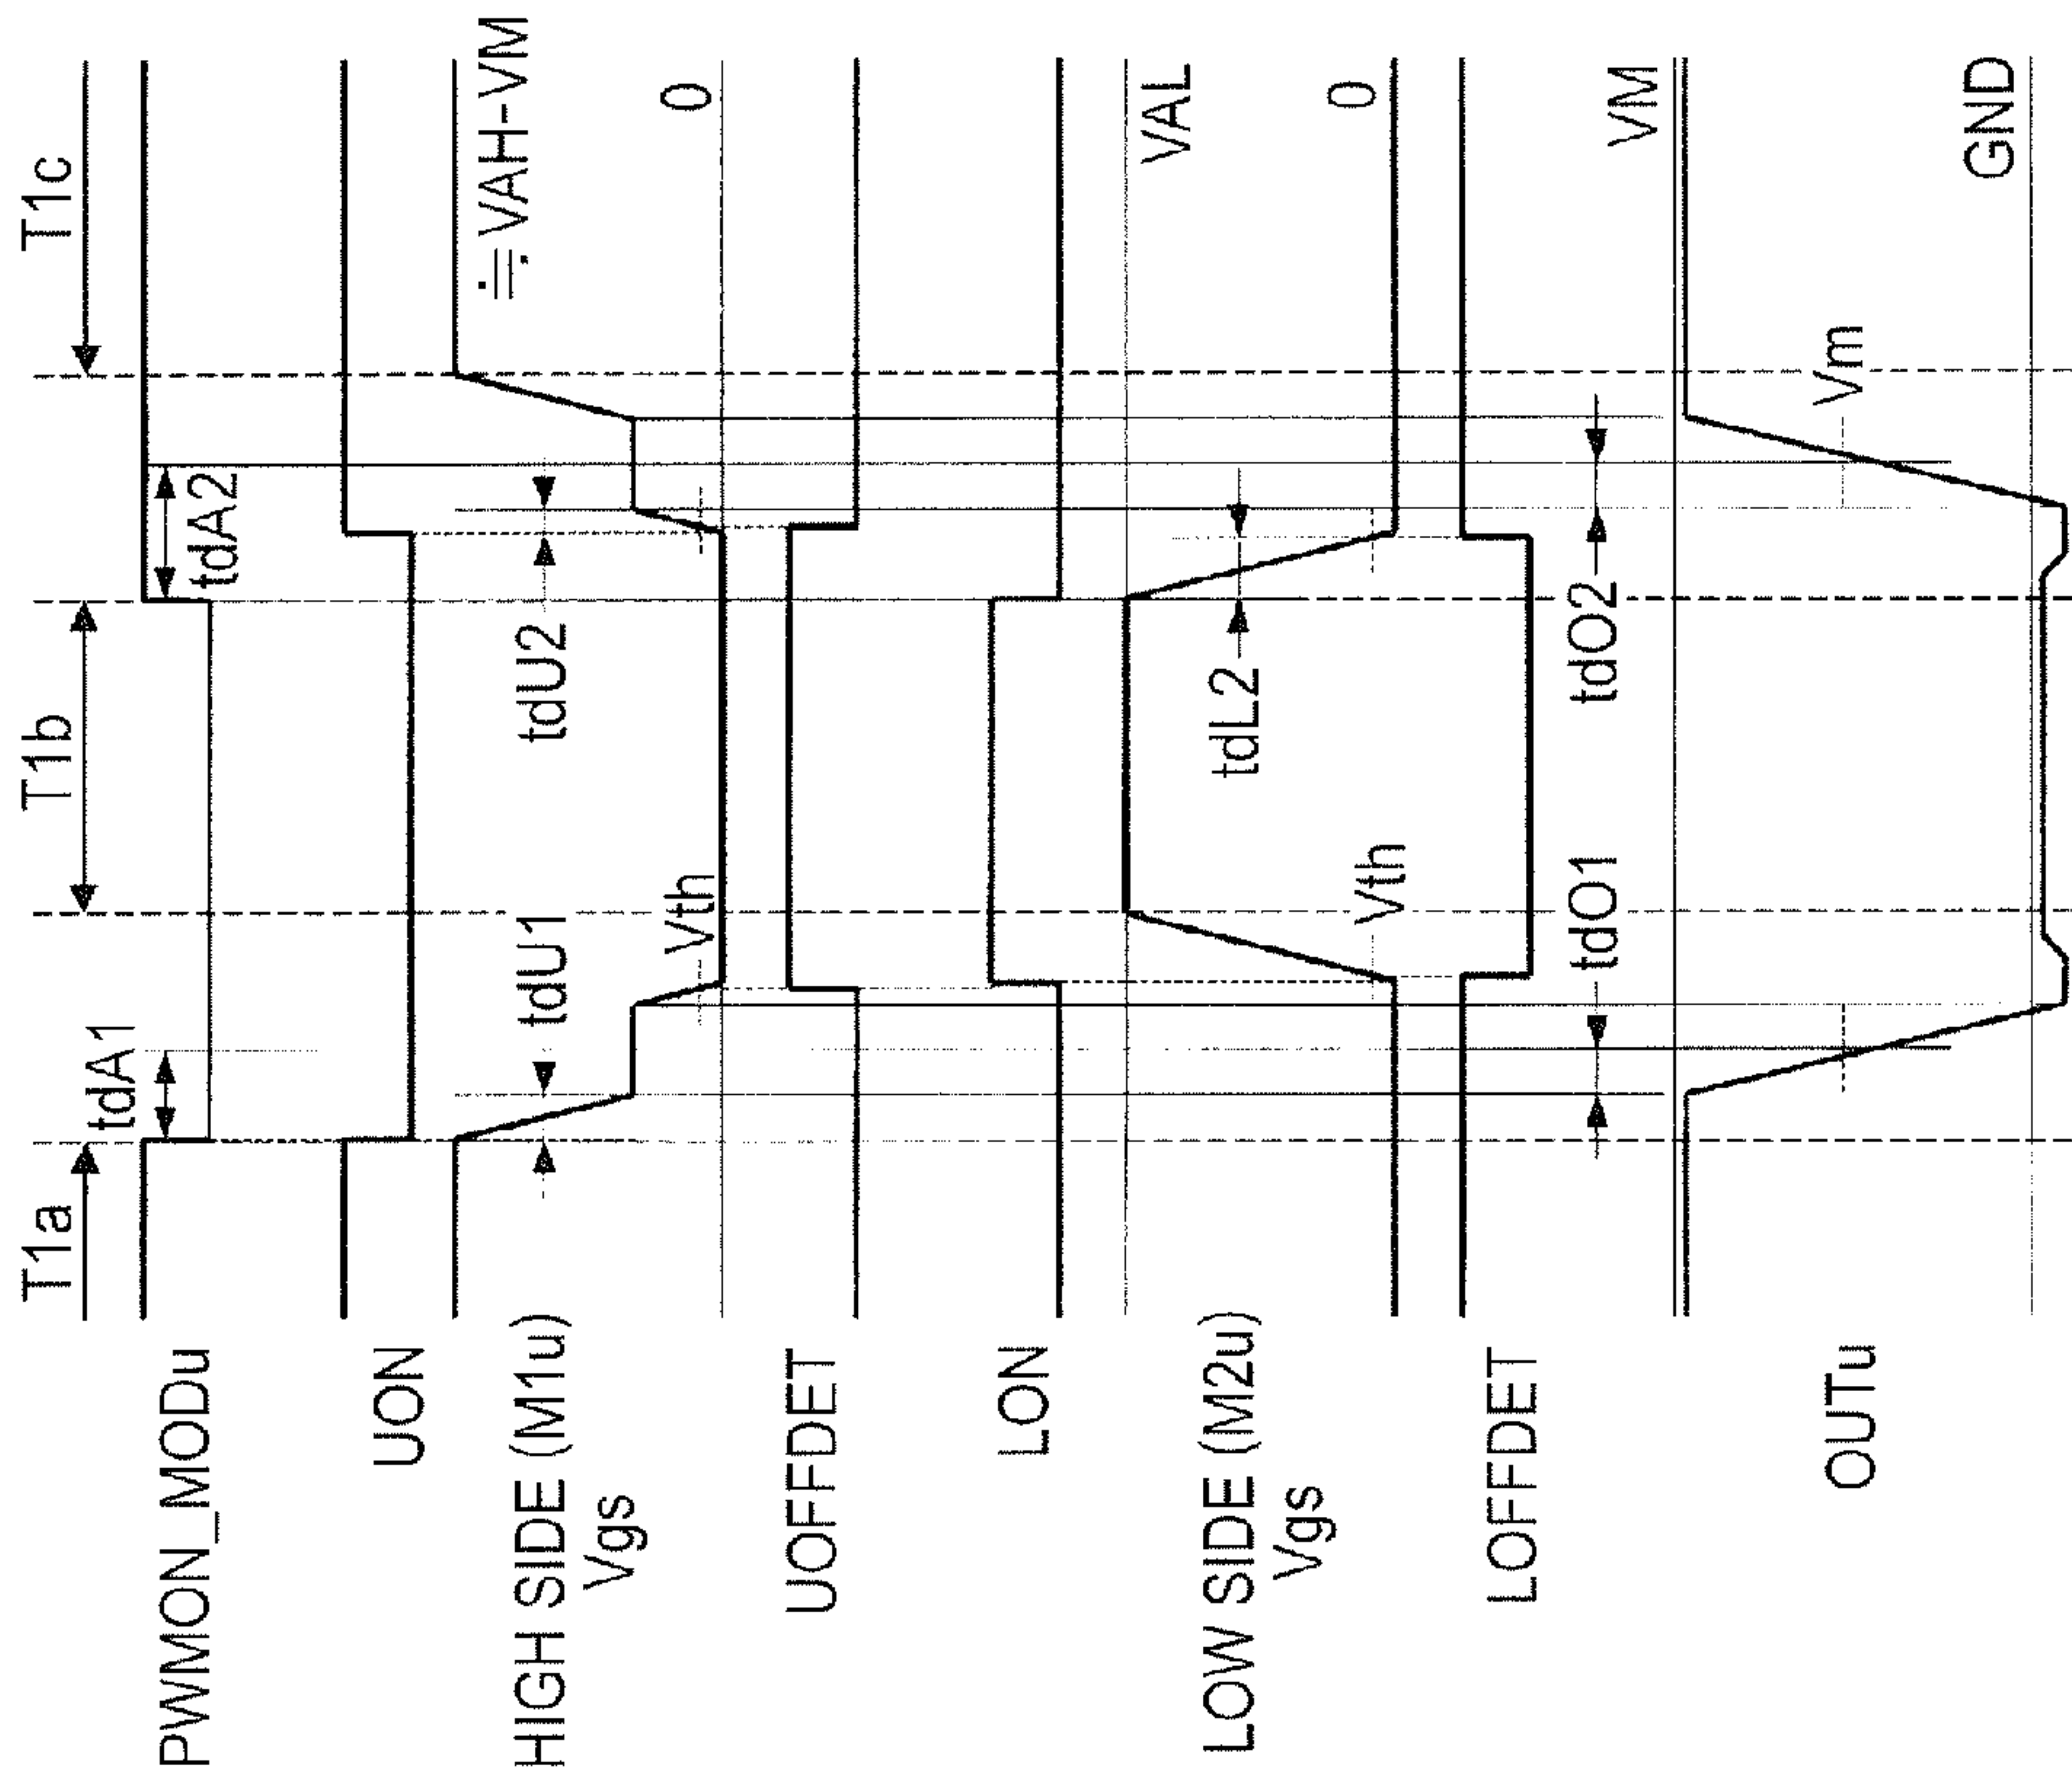 T1a
T1b
T1c
PWMON_MODu
tdA1
tdA2
UON
HIGH SIDE (M1u)
Vgs
tdU1
Vth
tdU2
≒VAH-VM
0
UOFFDET
LON
LOW SIDE (M2u)
Vgs
Vth
tdL2
VAL
0
LOFFDET
tdO1
tdO2
OUTu
VM
Vm
GND